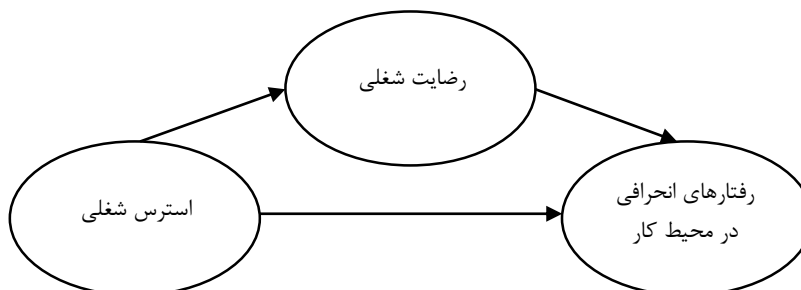 رضایت شغلی
استرس شغلی
رفتارهای انحرافی
در محیط کار